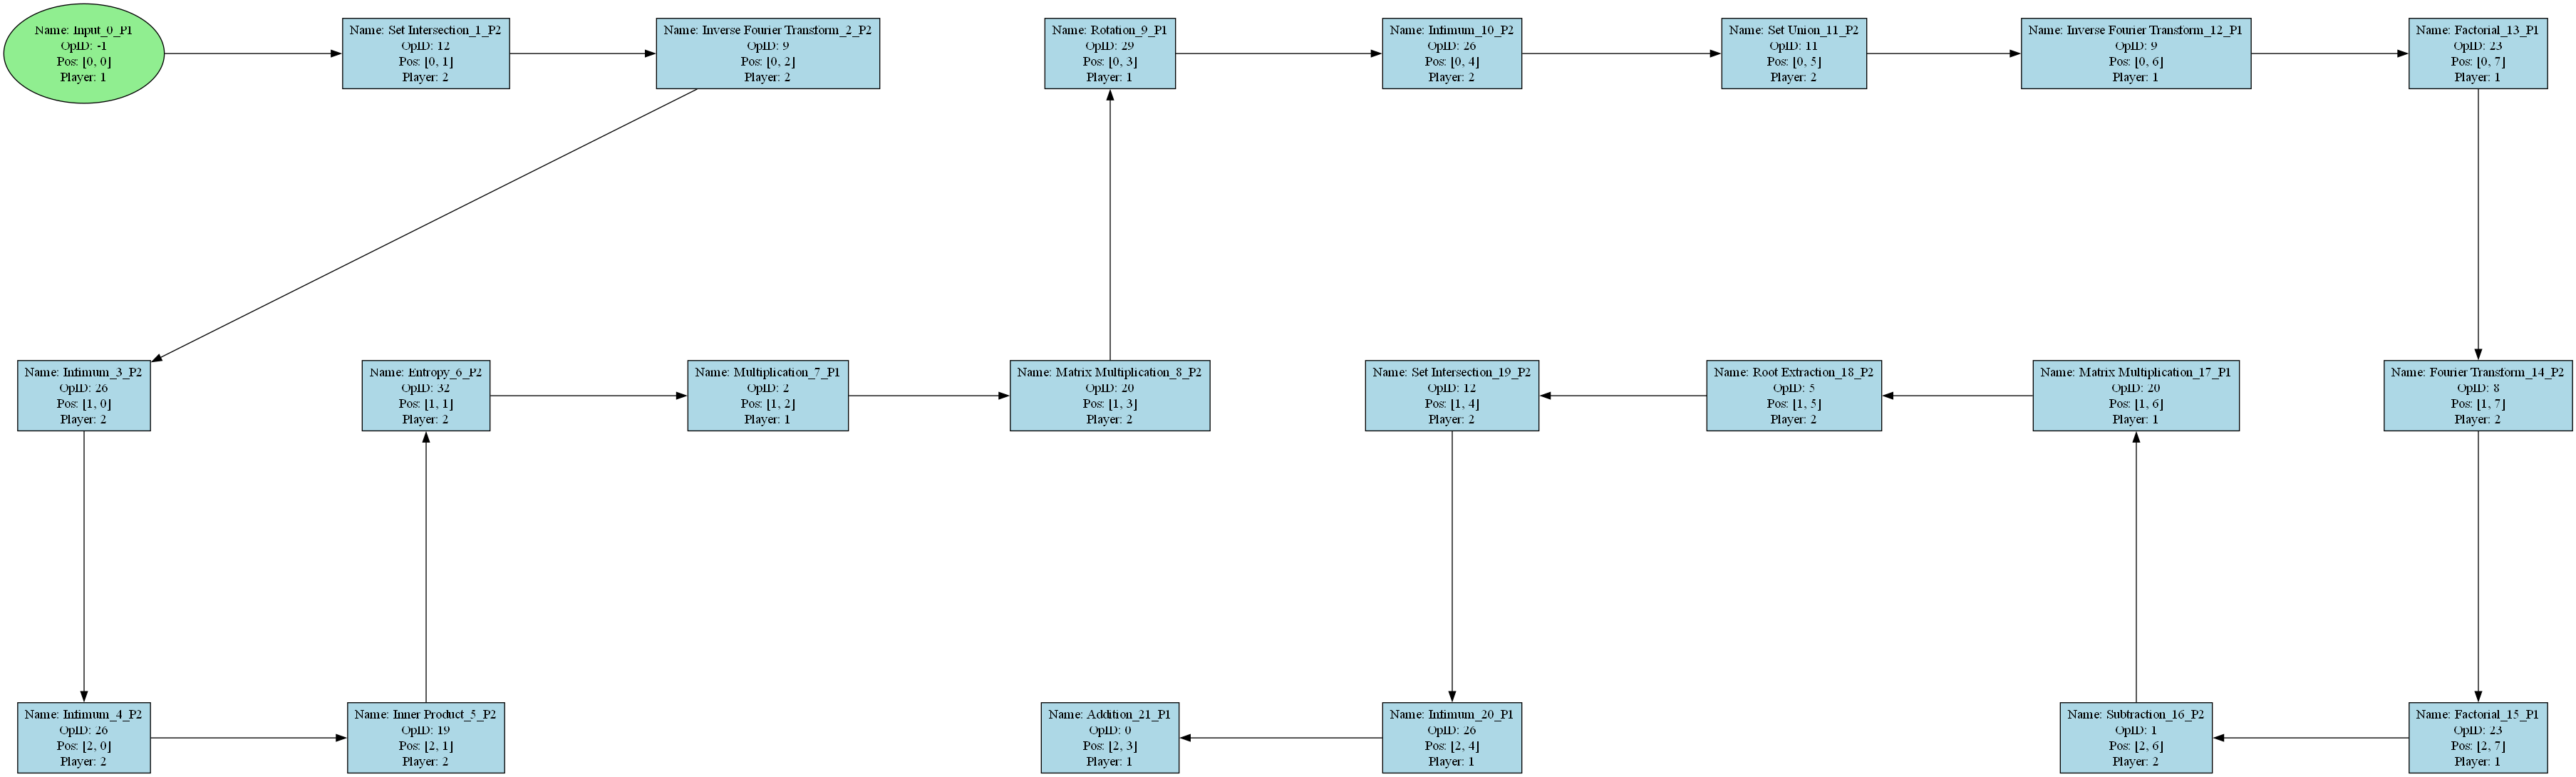 Name: Input_0_P1
OpID: -1
Pos: [0, 0]
Player: 1
Name: Set Intersection_1_P2
OpID: 12
Pos: [0, 1]
Player: 2
Name: Inverse Fourier Transform_2_P2
OpID: 9
Pos: [0, 2]
Player: 2
Name: Rotation_9_P1
OpID: 29
Pos: [0, 3]
Player: 1
Name: Infimum_10_P2
OpID: 26
Pos: [0, 4]
Player: 2
Name: Set Union_11_P2
OpID: 11
Pos: [0, 5]
Player: 2
Name: Inverse Fourier Transform_12_P1
OpID: 9
Pos: [0, 6]
Player: 1
Name: Factorial_13_P1
OpID: 23
Pos: [0, 7]
Player: 1
Name: Infimum_3_P2
OpID: 26
Pos: [1, 0]
Player: 2
Name: Entropy_6_P2
OpID: 32
Pos: [1, 1]
Player: 2
Name: Multiplication_7_P1
OpID: 2
Pos: [1, 2]
Player: 1
Name: Matrix Multiplication_8_P2
OpID: 20
Pos: [1, 3]
Player: 2
Name: Set Intersection_19_P2
OpID: 12
Pos: [1, 4]
Player: 2
Name: Root Extraction_18_P2
OpID: 5
Pos: [1, 5]
Player: 2
Name: Matrix Multiplication_17_P1
OpID: 20
Pos: [1, 6]
Player: 1
Name: Fourier Transform_14_P2
OpID: 8
Pos: [1, 7]
Player: 2
Name: Infimum_4_P2
OpID: 26
Pos: [2, 0]
Player: 2
Name: Inner Product_5_P2
OpID: 19
Pos: [2, 1]
Player: 2
Name: Addition_21_P1
OpID: 0
Pos: [2, 3]
Player: 1
Name: Infimum_20_P1
OpID: 26
Pos: [2, 4]
Player: 1
Name: Subtraction_16_P2
OpID: 1
Pos: [2, 6]
Player: 2
Name: Factorial_15_P1
OpID: 23
Pos: [2, 7]
Player: 1